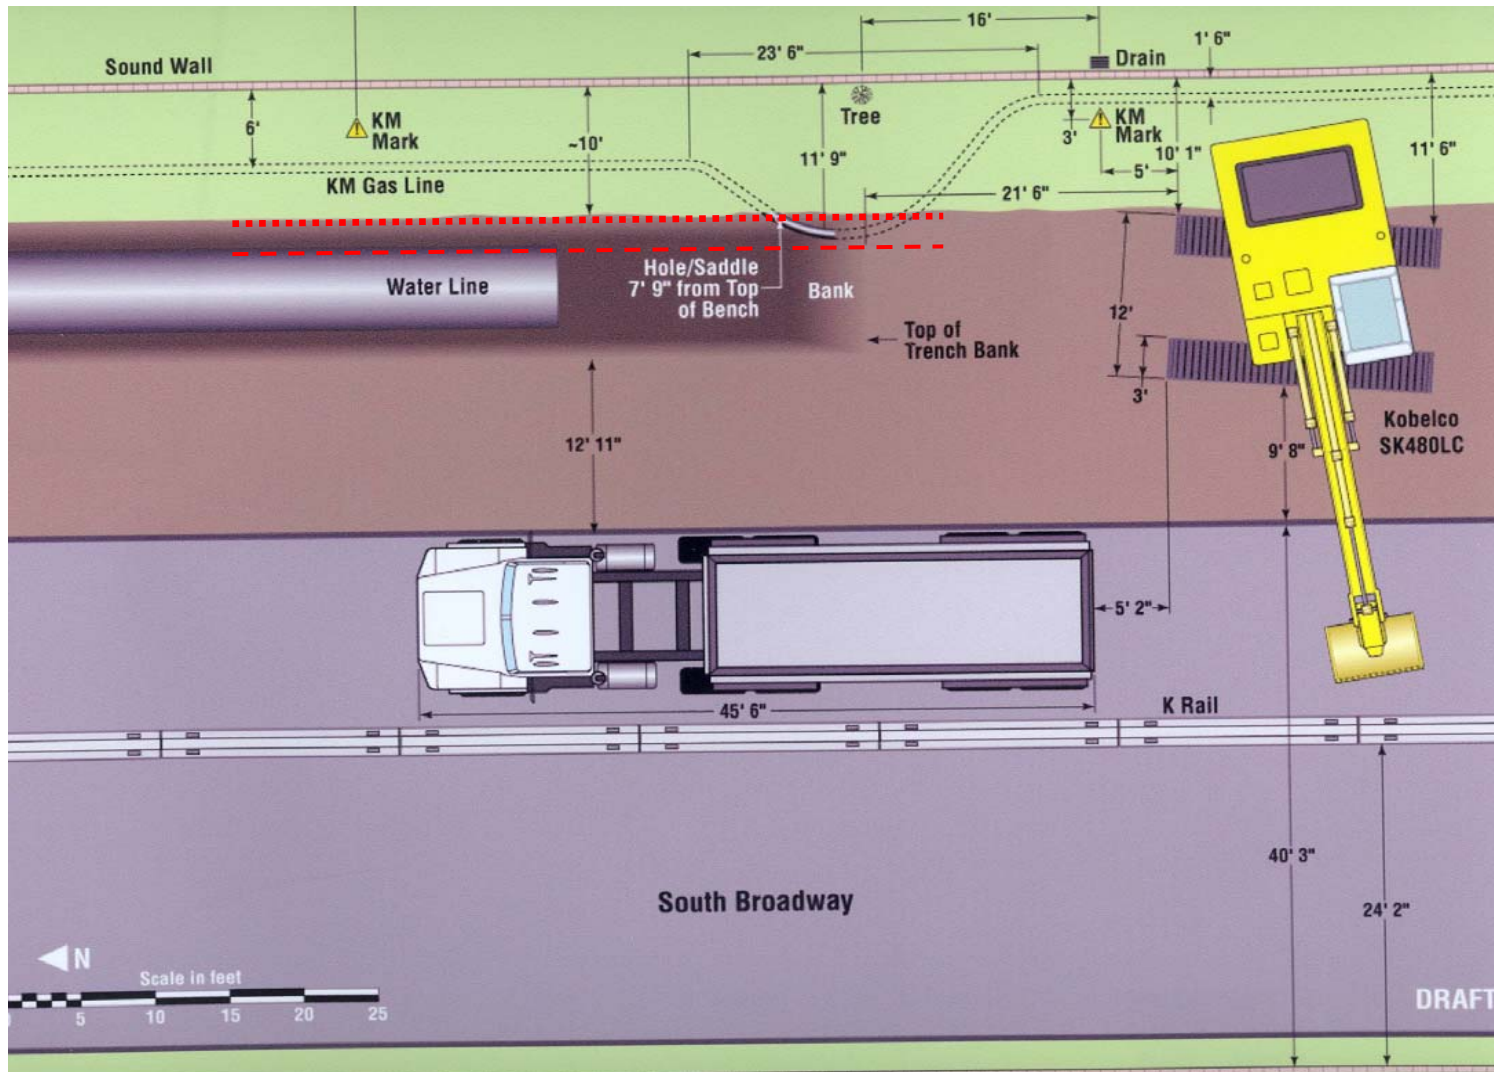 16'
23' 6"
1' 6"
Sound Wall
Drain
6'
KM
Mark
~10'
Tree
11' 9"
3'
KM
Mark
10' 1"
11' 6"
5'
KM Gas Line
21' 6"
Hole/Saddle
7' 9" from Top
of Bench
Bank
Water Line
12'
Top of
Trench Bank
3'
12' 11"
9' 8"
Kobelco
SK480LC
5' 2"
45' 6"
K Rail
40' 3"
South Broadway
24' 2"
N
Scale in feet
5 10 15 20 25
DRAFT